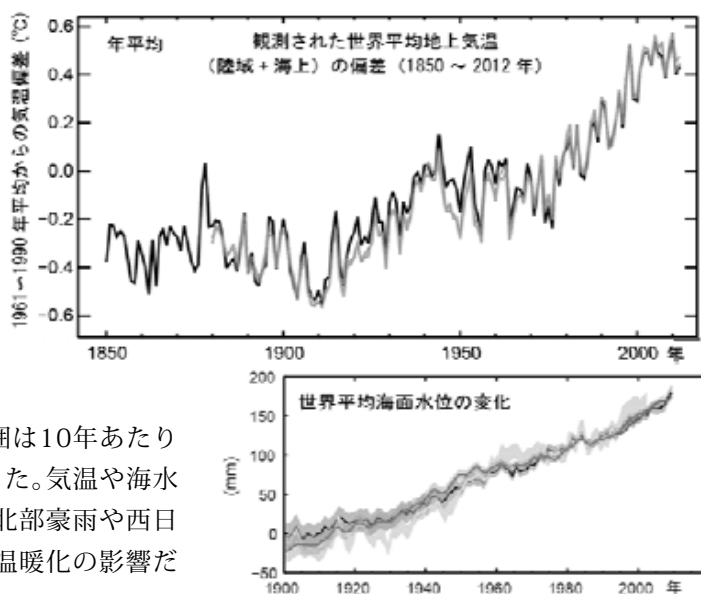 年平均
観測された世界平均地上気温
（陸域＋海上）の偏差（1850～2012年）
1961～1990年平均からの気温偏差（℃）
0.6
0.4
0.2
0.0
−0.2
−0.4
−0.6
1850
1900
1950
2000 年
世界平均海面水位の変化
(mm)
200
150
100
50
0
−50
1900
1920
1940
1960
1980
2000 年
囲は10年あたり
た。気温や海水
北部豪雨や西日
温暖化の影響だ